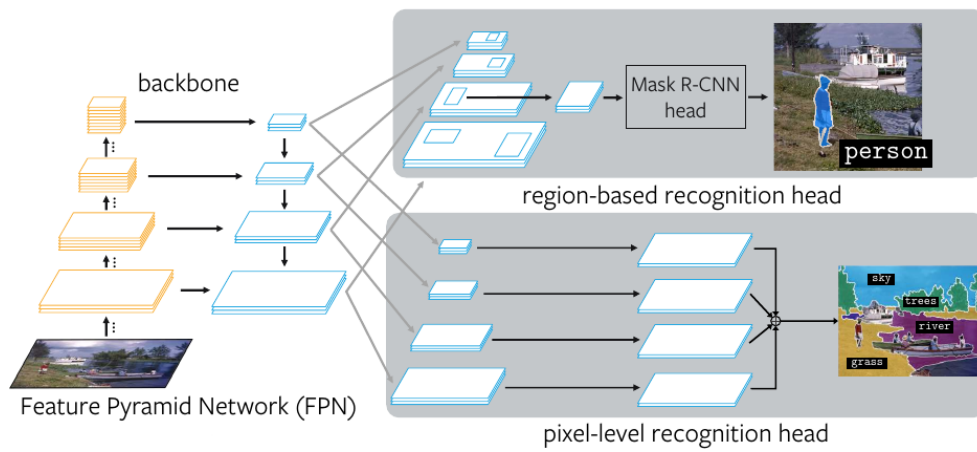 backbone
Mask R-CNN
head
person
region-based recognition head
sky
trees
river
grass
Feature Pyramid Network (FPN)
pixel-level recognition head